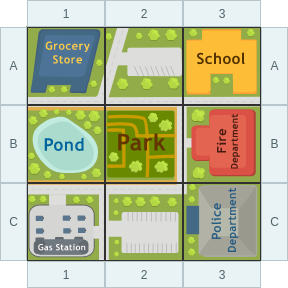 1 2 3
A Grocery Store School A
B Pond Park Fire Department B
C Gas Station Police Department C
1 2 3